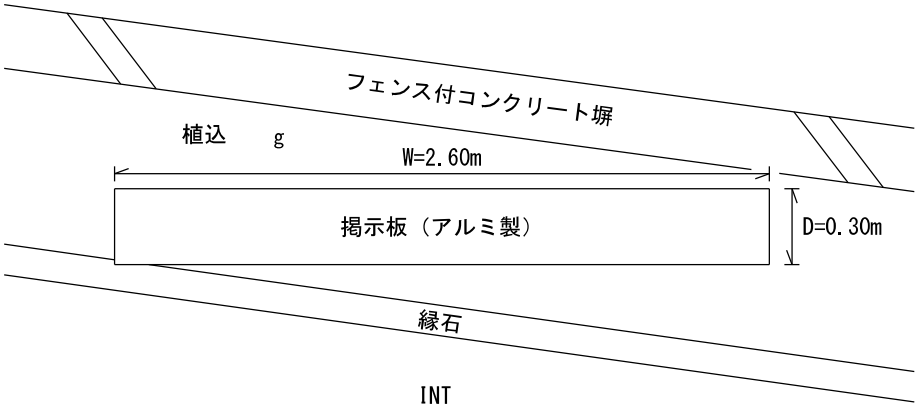 フェンス付コンクリート塀
植込 g
W=2.60m
掲示板（アルミ製）
D=0.30m
縁石
INT